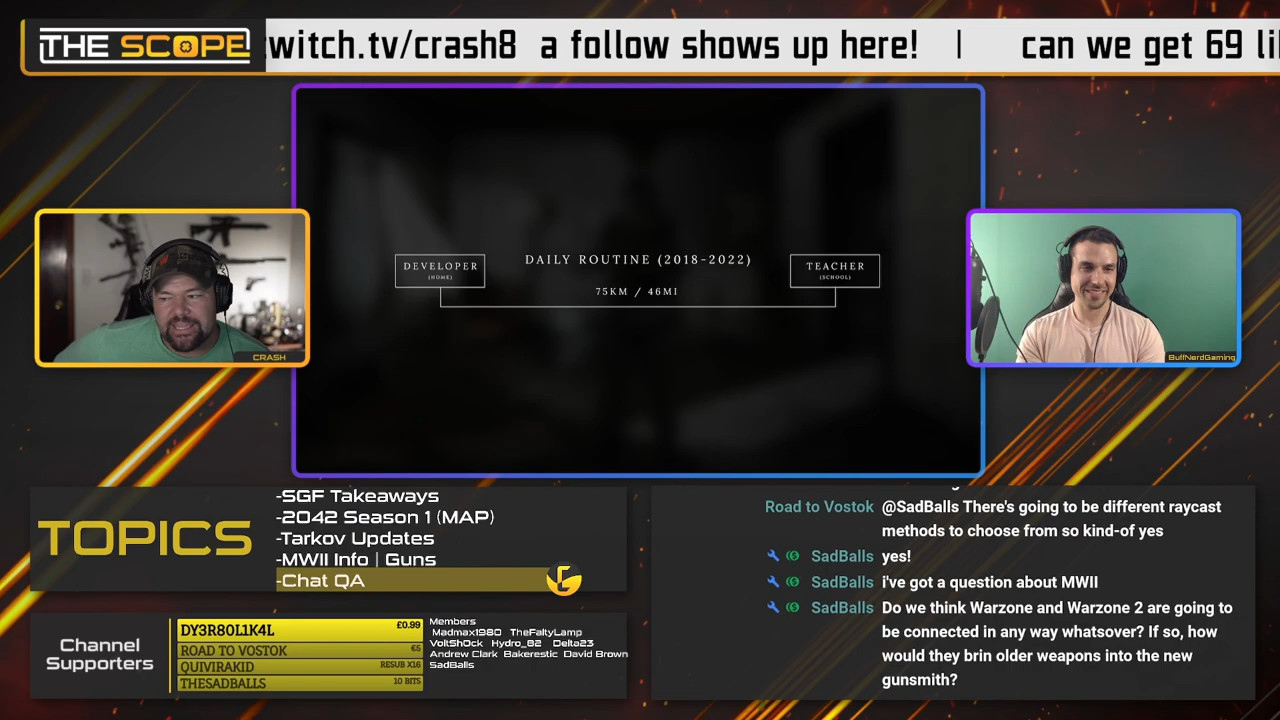 THE SCOPE
witch.tv/crash8 a follow shows up here! | can we get 69 li
DAILY ROUTINE (2018-2022)
DEVELOPER
(HOME)
75KM / 46MI
TEACHER
(SCHOOL)
CRASH
BuffNerdGaming
TOPICS
-SGF Takeaways
-2042 Season 1 (MAP)
-Tarkov Updates
-MWII Info | Guns
-Chat QA
Channel
Supporters
DY3R80L1K4L £0.99
ROAD TO VOSTOK €5
QUIVIRAKID RESUB X16
THESADBALLS 10 BITS
Members
Madmax1980 TheFaltyLamp
VoltShOck Hydro_82 Delta23
Andrew Clark Bakerestic David Brown
SadBalls
Road to Vostok @SadBalls There's going to be different raycast
methods to choose from so kind-of yes
SadBalls yes!
SadBalls i've got a question about MWII
SadBalls Do we think Warzone and Warzone 2 are going to
be connected in any way whatsover? If so, how
would they brin older weapons into the new
gunsmith?